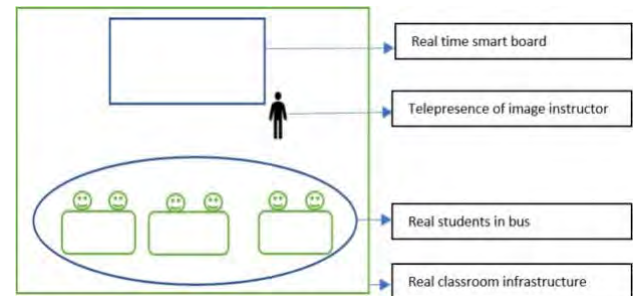 Real time smart board
Telepresence of image instructor
Real students in bus
Real classroom infrastructure